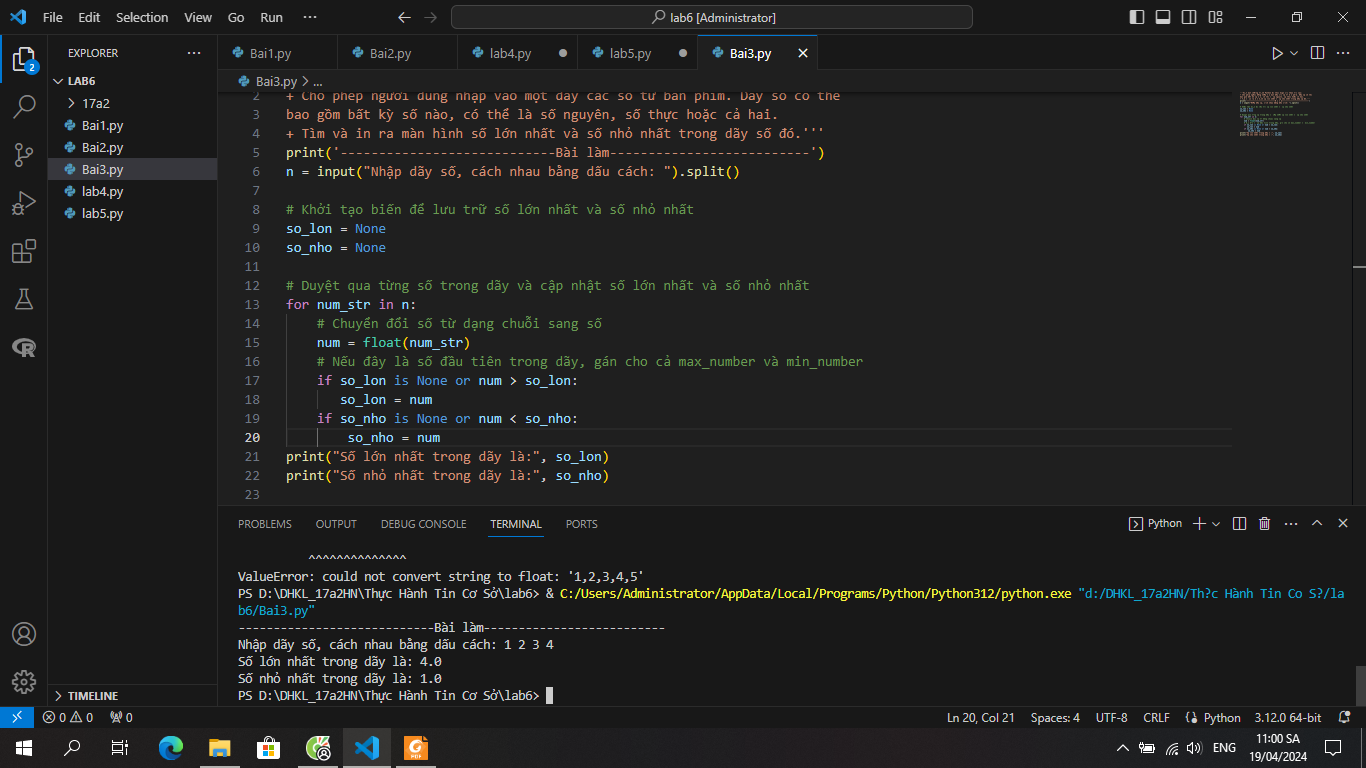 File Edit Selection View Go Run ··· lab6 [Administrator]
EXPLORER ···
LAB6
17a2
Bai1.py
Bai2.py
Bai3.py
lab4.py
lab5.py
TIMELINE
Bai1.py Bai2.py lab4.py lab5.py Bai3.py
Bai3.py > ...
2 + Cho phép người dùng nhập vào một dãy các số từ bàn phím. Dãy số có thể
3 bao gồm bất kỳ số nào, có thể là số nguyên, số thực hoặc cả hai.
4 + Tìm và in ra màn hình số lớn nhất và số nhỏ nhất trong dãy số đó.'''
5 print('----------------------------Bài làm--------------------------')
6 n = input("Nhập dãy số, cách nhau bằng dấu cách: ").split()
7
8 # Khởi tạo biến để lưu trữ số lớn nhất và số nhỏ nhất
9 so_lon = None
10 so_nho = None
11
12 # Duyệt qua từng số trong dãy và cập nhật số lớn nhất và số nhỏ nhất
13 for num_str in n:
14 # Chuyển đổi số từ dạng chuỗi sang số
15 num = float(num_str)
16 # Nếu đây là số đầu tiên trong dãy, gán cho cả max_number và min_number
17 if so_lon is None or num > so_lon:
18 so_lon = num
19 if so_nho is None or num < so_nho:
20 so_nho = num
21 print("Số lớn nhất trong dãy là:", so_lon)
22 print("Số nhỏ nhất trong dãy là:", so_nho)
23
PROBLEMS OUTPUT DEBUG CONSOLE TERMINAL PORTS Python
^^^^^^^^^^^^^^
ValueError: could not convert string to float: '1,2,3,4,5'
PS D:\DHKL_17a2HN\Thực Hành Tin Cơ Sở\lab6> & C:/Users/Administrator/AppData/Local/Programs/Python/Python312/python.exe "d:/DHKL_17a2HN/Th?c Hành Tin Co S?/la
b6/Bai3.py"
----------------------------Bài làm--------------------------
Nhập dãy số, cách nhau bằng dấu cách: 1 2 3 4
Số lớn nhất trong dãy là: 4.0
Số nhỏ nhất trong dãy là: 1.0
PS D:\DHKL_17a2HN\Thực Hành Tin Cơ Sở\lab6>
0 0 0 Ln 20, Col 21 Spaces: 4 UTF-8 CRLF Python 3.12.0 64-bit
ENG
11:00 SA
19/04/2024
2